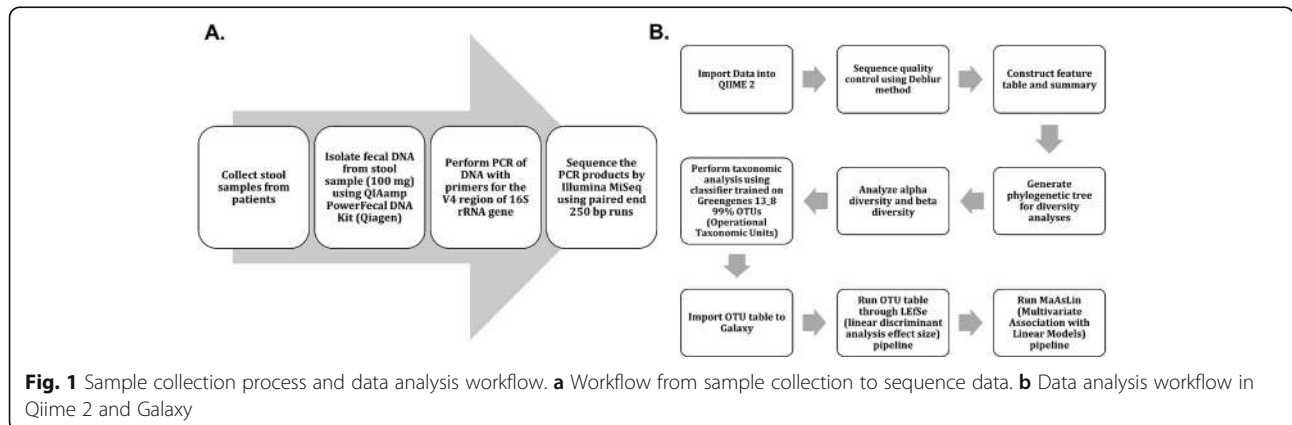 A.
Collect stool
samples from
patients
Isolate fecal DNA
from stool
sample (100 mg)
using QIAamp
PowerFecal DNA
Kit (Qiagen)
Perform PCR of
DNA with
primers for the
V4 region of 16S
rRNA gene
Sequence the
PCR products by
Illumina MiSeq
using paired end
250 bp runs
B.
Import Data into
QIIME 2
Sequence quality
control using Deblur
method
Construct feature
table and summary
Generate
phylogenetic tree
for diversity
analyses
Analyze alpha
diversity and beta
diversity
Perform taxonomic
analysis using
classifier trained on
Greengenes 13_8
99% OTUs
(Operational
Taxonomic Units)
Import OTU table to
Galaxy
Run OTU table
through LEfSe
(linear discriminant
analysis effect size)
pipeline
Run MaAsLin
(Multivariate
Association with
Linear Models)
pipeline
Fig. 1 Sample collection process and data analysis workflow. a Workflow from sample collection to sequence data. b Data analysis workflow in
Qiime 2 and Galaxy